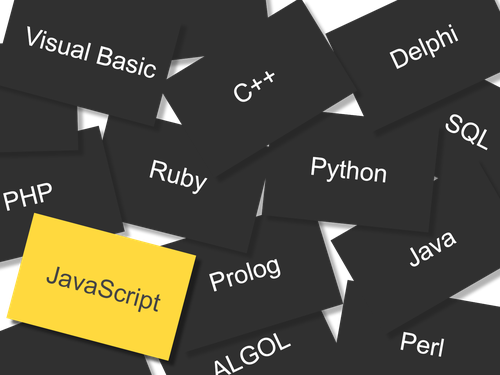 Visual Basic
C++
Delphi
SQL
Ruby
Python
PHP
Java
JavaScript
Prolog
ALGOL
Perl